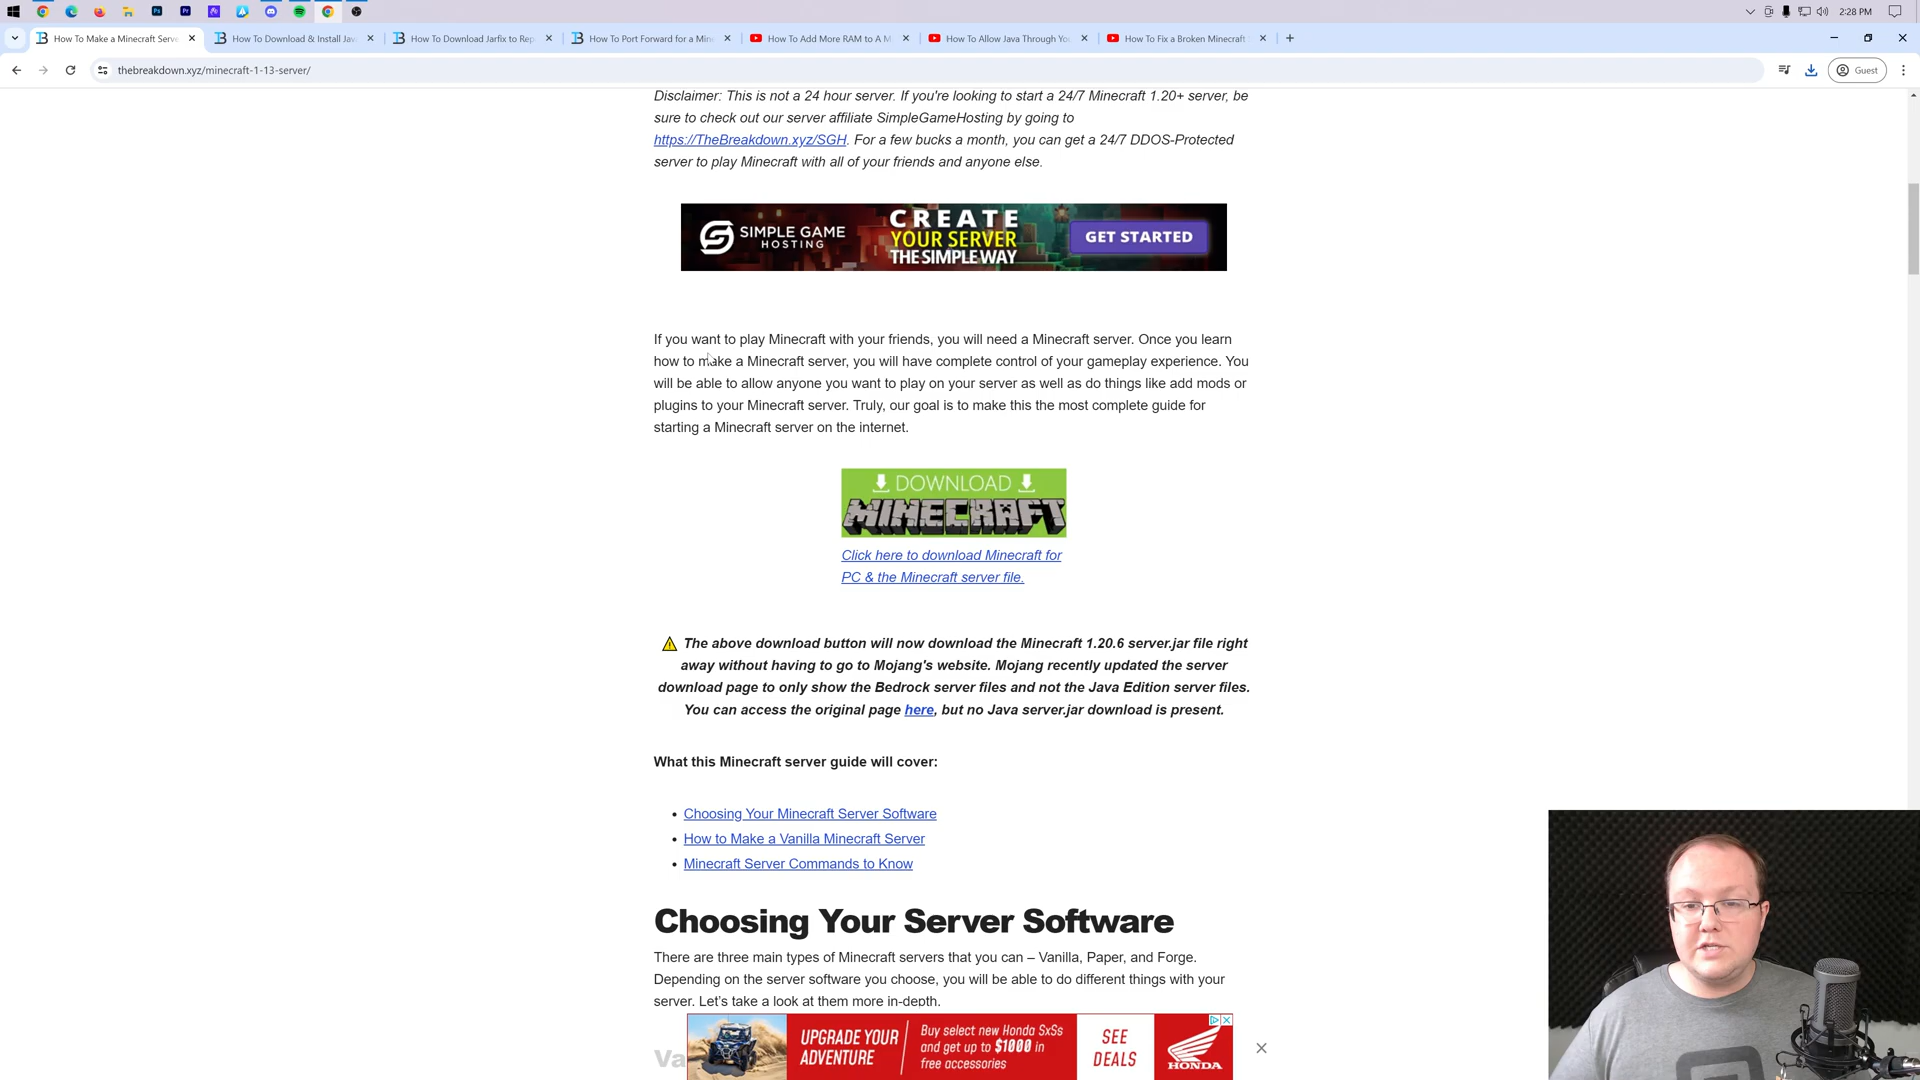 2:28 PM
How To Make a Minecraft Serve
How To Download & Install Jav
How To Download Jarfix to Rep
How To Port Forward for a Min
How To Add More RAM to A M
How To Allow Java Through Yo
How To Fix a Broken Minecraft
thebreakdown.xyz/minecraft-1-13-server/
Guest
Disclaimer: This is not a 24 hour server. If you're looking to start a 24/7 Minecraft 1.20+ server, be
sure to check out our server affiliate SimpleGameHosting by going to
https://TheBreakdown.xyz/SGH. For a few bucks a month, you can get a 24/7 DDOS-Protected
server to play Minecraft with all of your friends and anyone else.
SIMPLE GAME
HOSTING
CREATE
YOUR SERVER
THE SIMPLE WAY
GET STARTED
If you want to play Minecraft with your friends, you will need a Minecraft server. Once you learn
how to make a Minecraft server, you will have complete control of your gameplay experience. You
will be able to allow anyone you want to play on your server as well as do things like add mods or
plugins to your Minecraft server. Truly, our goal is to make this the most complete guide for
starting a Minecraft server on the internet.
DOWNLOAD
MINECRAFT
Click here to download Minecraft for
PC & the Minecraft server file.
The above download button will now download the Minecraft 1.20.6 server.jar file right
away without having to go to Mojang's website. Mojang recently updated the server
download page to only show the Bedrock server files and not the Java Edition server files.
You can access the original page here, but no Java server.jar download is present.
What this Minecraft server guide will cover:
• Choosing Your Minecraft Server Software
• How to Make a Vanilla Minecraft Server
• Minecraft Server Commands to Know
Choosing Your Server Software
There are three main types of Minecraft servers that you can – Vanilla, Paper, and Forge.
Depending on the server software you choose, you will be able to do different things with your
server. Let's take a look at them more in-depth.
Va
UPGRADE YOUR
ADVENTURE
Buy select new Honda SxSs
and get up to $1000 in
free accessories
SEE
DEALS
HONDA